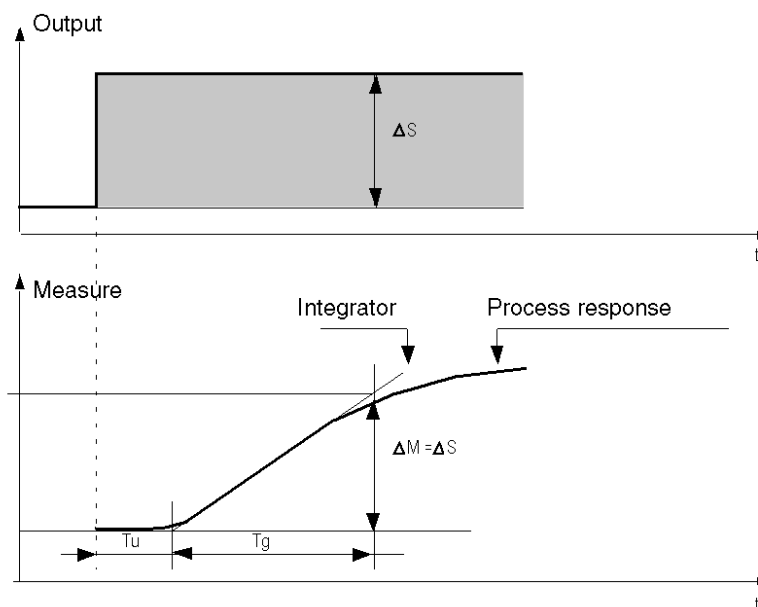 Output
ΔS
t
Measure
Integrator
Process response
ΔM=ΔS
Tu
Tg
t